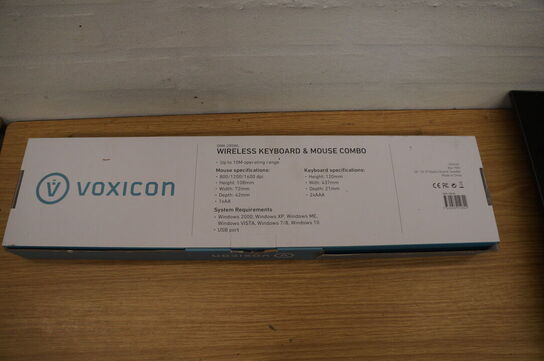 VOXICON
WIRELESS KEYBOARD & MOUSE COMBO
• Up to 10M operating range
Mouse specifications:
• 800/1200/1600 dpi
• Height: 108mm
• Width: 72mm
• Depth: 42mm
• 1xAA
Keyboard specifications:
• Height: 120mm
• With: 437mm
• Depth: 21mm
• 2xAAA
System Requirements
• Windows 2000, Windows XP, Windows ME,
Windows VISTA, Windows 7/8, Windows 10
• USB port
CE FC
VOXICON